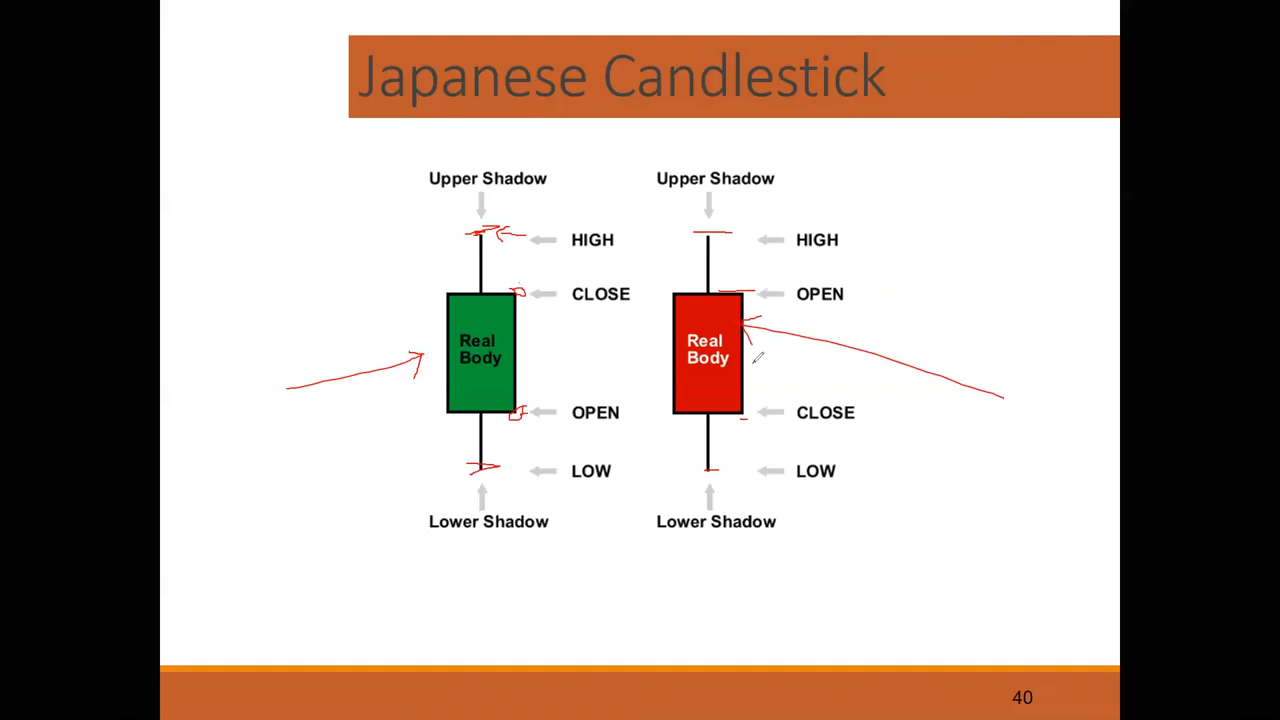 Japanese Candlestick
Upper Shadow
HIGH
CLOSE
Real
Body
OPEN
LOW
Lower Shadow
Upper Shadow
HIGH
OPEN
Real
Body
CLOSE
LOW
Lower Shadow
40